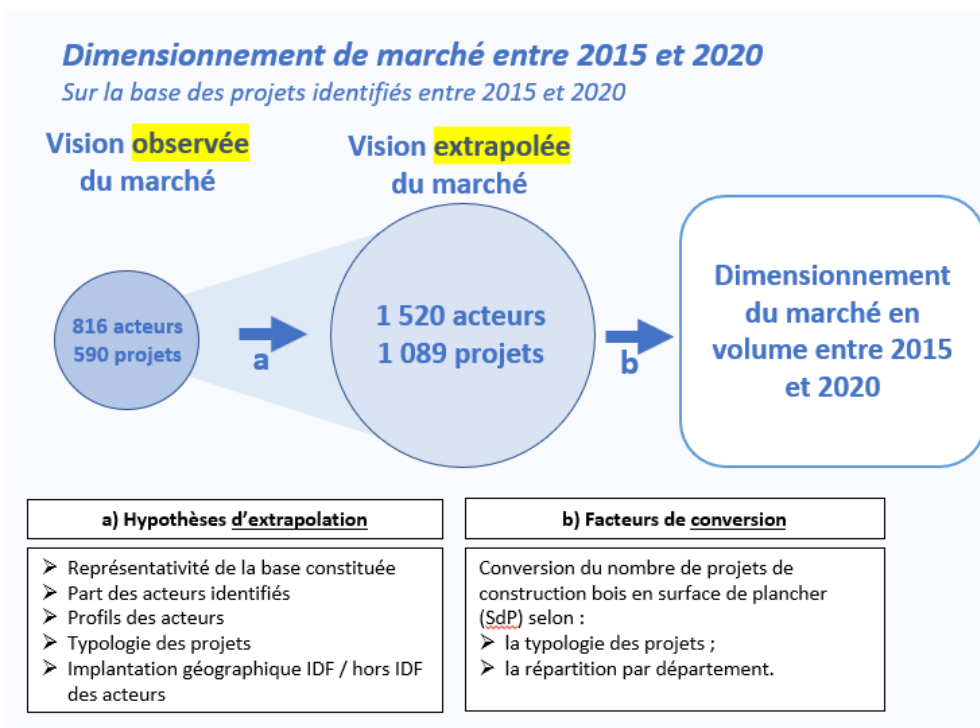 Dimensionnement de marché entre 2015 et 2020
Sur la base des projets identifiés entre 2015 et 2020
Vision observée
du marché
Vision extrapolée
du marché
816 acteurs
590 projets
a
1 520 acteurs
1 089 projets
b
Dimensionnement
du marché en
volume entre 2015
et 2020
a) Hypothèses d'extrapolation
➢ Représentativité de la base constituée
➢ Part des acteurs identifiés
➢ Profils des acteurs
➢ Typologie des projets
➢ Implantation géographique IDF / hors IDF
des acteurs
b) Facteurs de conversion
Conversion du nombre de projets de
construction bois en surface de plancher
(SdP) selon :
➢ la typologie des projets ;
➢ la répartition par département.